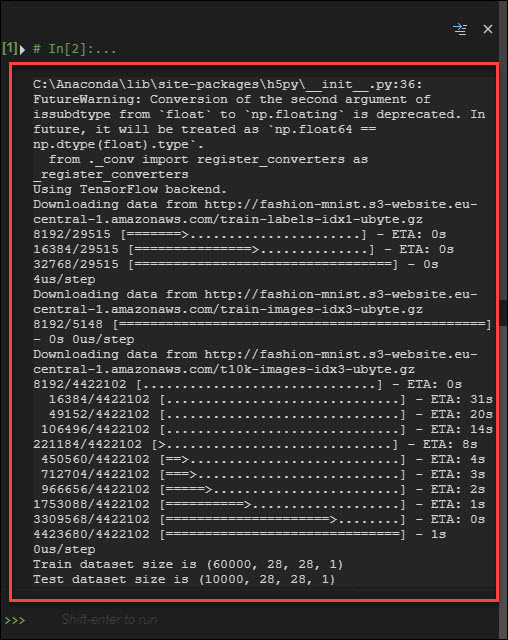 [1] # In[2]:...
C:\Anaconda\lib\site-packages\h5py\__init__.py:36:
FutureWarning: Conversion of the second argument of
issubdtype from `float` to `np.floating` is deprecated. In
future, it will be treated as `np.float64 ==
np.dtype(float).type`.
from ._conv import register_converters as
_register_converters
Using TensorFlow backend.
Downloading data from http://fashion-mnist.s3-website.eu-
central-1.amazonaws.com/train-labels-idx1-ubyte.gz
8192/29515 [=======>......................] - ETA: 0s
16384/29515 [===============>..............] - ETA: 0s
32768/29515 [=================================] - 0s
4us/step
Downloading data from http://fashion-mnist.s3-website.eu-
central-1.amazonaws.com/train-images-idx3-ubyte.gz
8192/5148 [===============================================]
- 0s 0us/step
Downloading data from http://fashion-mnist.s3-website.eu-
central-1.amazonaws.com/t10k-images-idx3-ubyte.gz
8192/4422102 [..............................] - ETA: 0s
16384/4422102 [..............................] - ETA: 31s
49152/4422102 [..............................] - ETA: 20s
106496/4422102 [..............................] - ETA: 14s
221184/4422102 [>.............................] - ETA: 8s
450560/4422102 [==>...........................] - ETA: 4s
712704/4422102 [===>..........................] - ETA: 3s
966656/4422102 [=====>........................] - ETA: 2s
1753088/4422102 [==========>...................] - ETA: 1s
3309568/4422102 [=====================>........] - ETA: 0s
4423680/4422102 [==============================] - 1s
0us/step
Train dataset size is (60000, 28, 28, 1)
Test dataset size is (10000, 28, 28, 1)
>>> Shift-enter to run